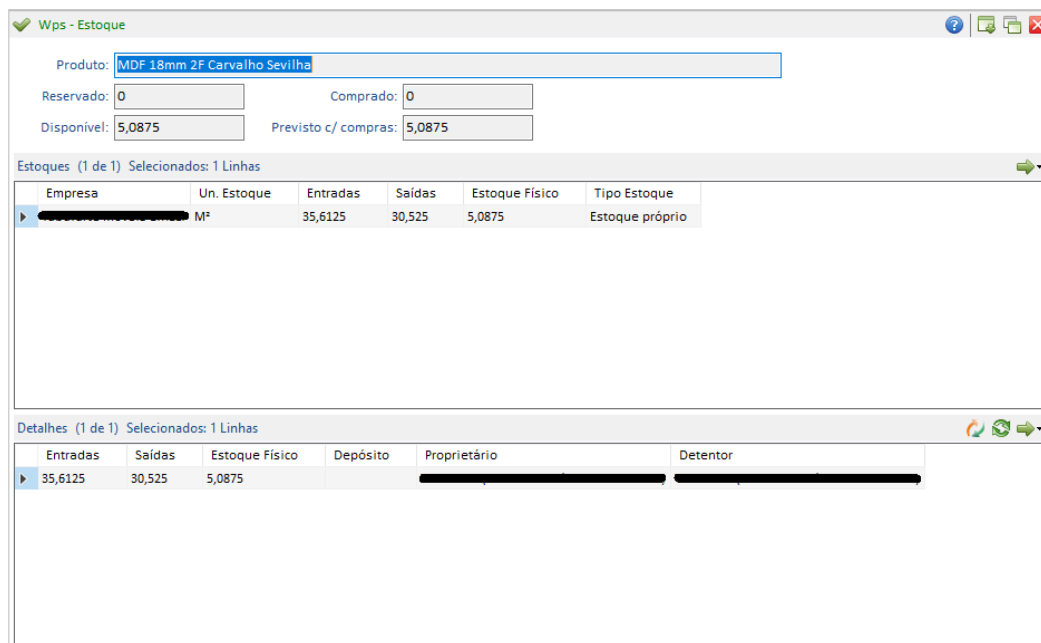 Wps - Estoque
Produto: MDF 18mm 2F Carvalho Sevilha
Reservado: 0 Comprado: 0
Disponível: 5,0875 Previsto c/ compras: 5,0875
Estoques (1 de 1) Selecionados: 1 Linhas
Empresa Un. Estoque Entradas Saídas Estoque Físico Tipo Estoque
M² 35,6125 30,525 5,0875 Estoque próprio
Detalhes (1 de 1) Selecionados: 1 Linhas
Entradas Saídas Estoque Físico Depósito Proprietário Detentor
35,6125 30,525 5,0875